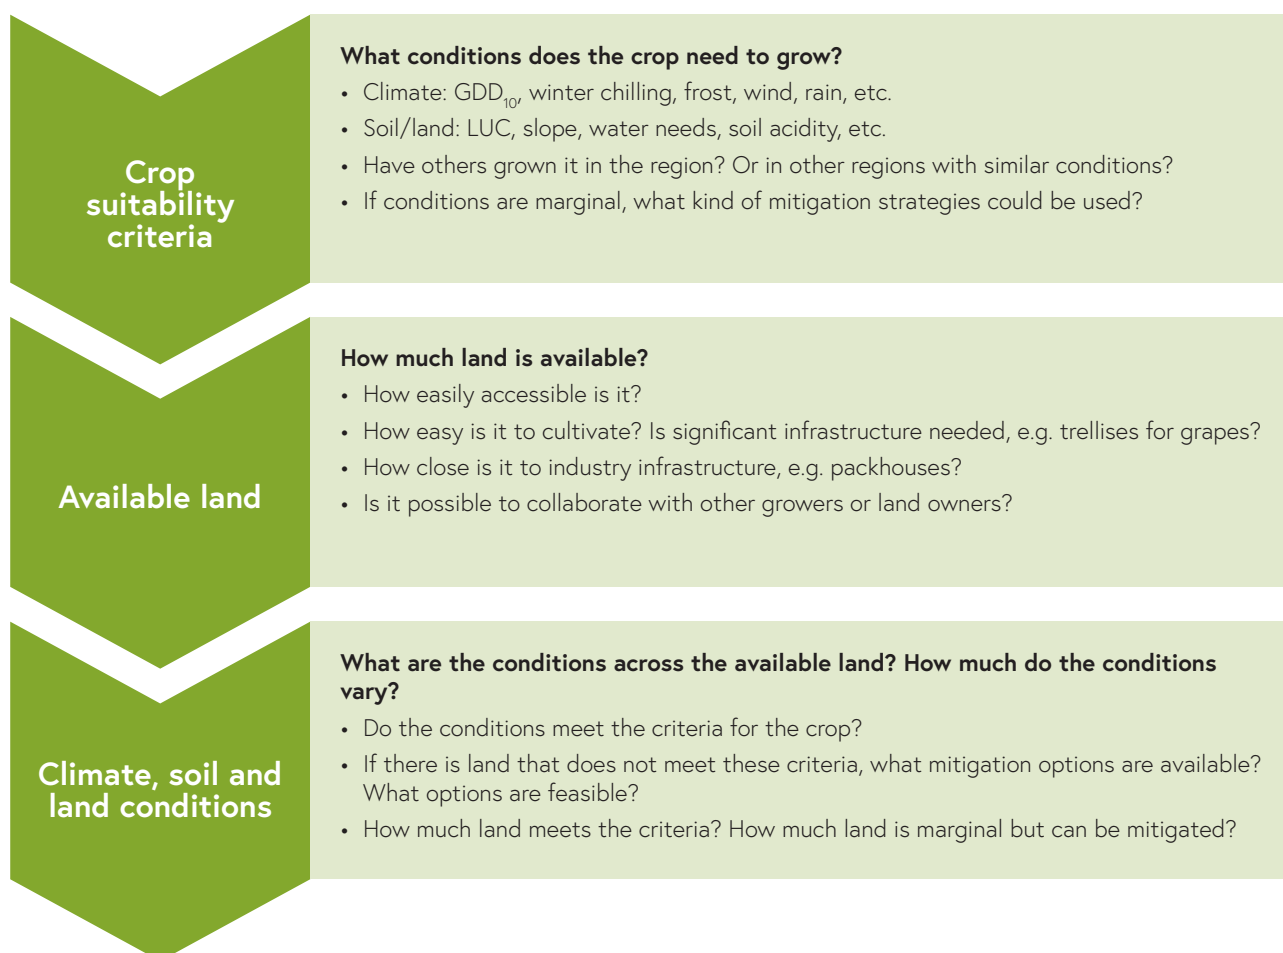 Crop
suitability
criteria
What conditions does the crop need to grow?
• Climate: GDD₁₀, winter chilling, frost, wind, rain, etc.
• Soil/land: LUC, slope, water needs, soil acidity, etc.
• Have others grown it in the region? Or in other regions with similar conditions?
• If conditions are marginal, what kind of mitigation strategies could be used?
Available land
How much land is available?
• How easily accessible is it?
• How easy is it to cultivate? Is significant infrastructure needed, e.g. trellises for grapes?
• How close is it to industry infrastructure, e.g. packhouses?
• Is it possible to collaborate with other growers or land owners?
Climate, soil and
land conditions
What are the conditions across the available land? How much do the conditions
vary?
• Do the conditions meet the criteria for the crop?
• If there is land that does not meet these criteria, what mitigation options are available?
What options are feasible?
• How much land meets the criteria? How much land is marginal but can be mitigated?